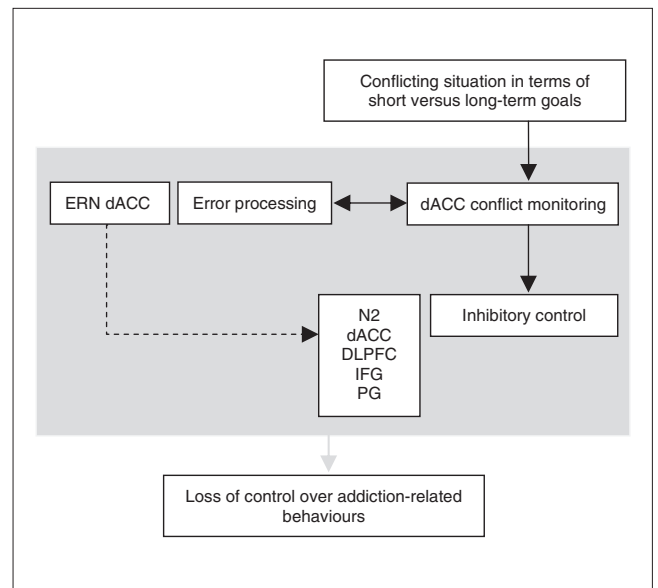 Conflicting situation in terms of
short versus long-term goals
ERN dACC
Error processing
dACC conflict monitoring
N2
dACC
DLPFC
IFG
PG
Inhibitory control
Loss of control over addiction-related
behaviours